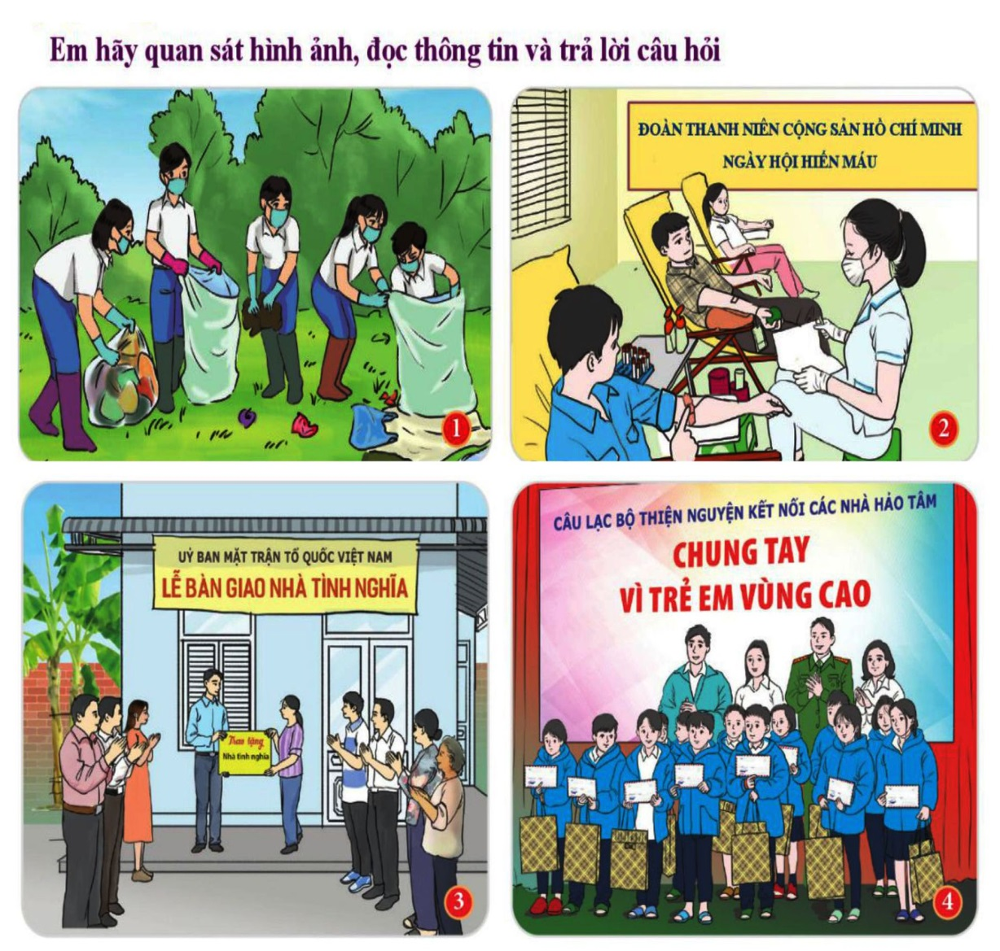 Em hãy quan sát hình ảnh, đọc thông tin và trả lời câu hỏi
ĐOÀN THANH NIÊN CỘNG SẢN HỒ CHÍ MINH
NGÀY HỘI HIẾN MÁU
1
2
UỶ BAN MẶT TRẬN TỔ QUỐC VIỆT NAM
LỄ BÀN GIAO NHÀ TÌNH NGHĨA
Trao tặng
Nhà tình nghĩa
3
CÂU LẠC BỘ THIỆN NGUYỆN KẾT NỐI CÁC NHÀ HẢO TÂM
CHUNG TAY
VÌ TRẺ EM VÙNG CAO
4